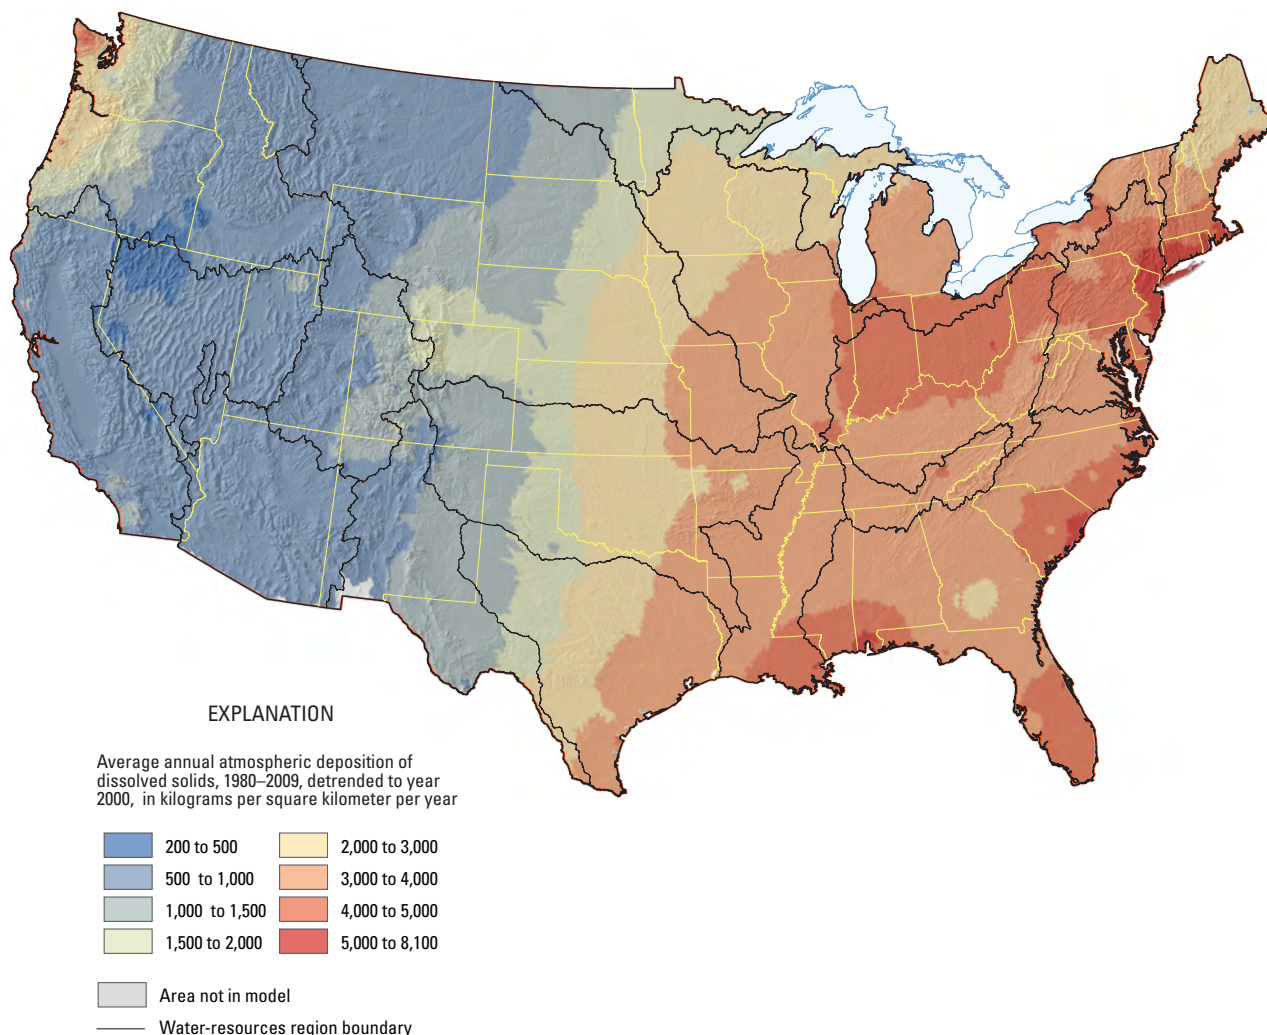 EXPLANATION
Average annual atmospheric deposition of
dissolved solids, 1980–2009, detrended to year
2000, in kilograms per square kilometer per year
200 to 500
500 to 1,000
1,000 to 1,500
1,500 to 2,000
2,000 to 3,000
3,000 to 4,000
4,000 to 5,000
5,000 to 8,100
Area not in model
Water-resources region boundary